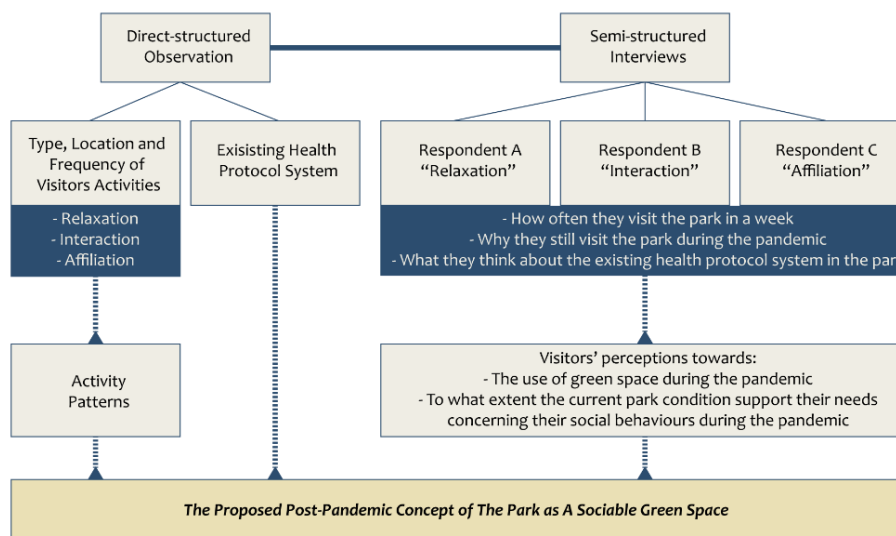 Direct-structured
Observation
Semi-structured
Interviews
Type, Location and
Frequency of
Visitors Activities
Exisisting Health
Protocol System
Respondent A
“Relaxation”
Respondent B
“Interaction”
Respondent C
“Affiliation”
- Relaxation
- Interaction
- Affiliation
- How often they visit the park in a week
- Why they still visit the park during the pandemic
- What they think about the existing health protocol system in the par
Activity
Patterns
Visitors’ perceptions towards:
- The use of green space during the pandemic
- To what extent the current park condition support their needs
concerning their social behaviours during the pandemic
The Proposed Post-Pandemic Concept of The Park as A Sociable Green Space